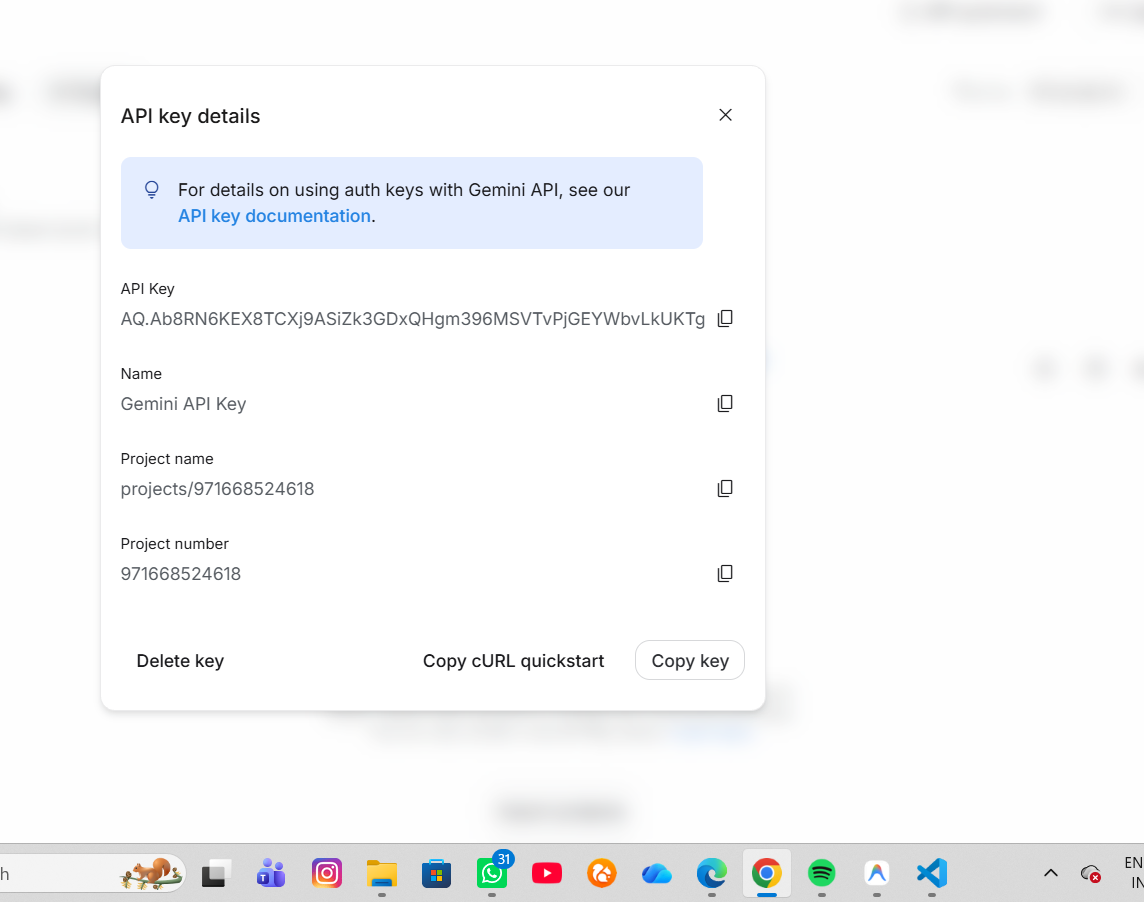 API key details
For details on using auth keys with Gemini API, see our
API key documentation.
API Key
AQ.Ab8RN6KEX8TCXj9ASiZk3GDxQHgm396MSVTvPjGEYWbvLkUKTg
Name
Gemini API Key
Project name
projects/971668524618
Project number
971668524618
Delete key
Copy cURL quickstart
Copy key
h
31
EN
IN